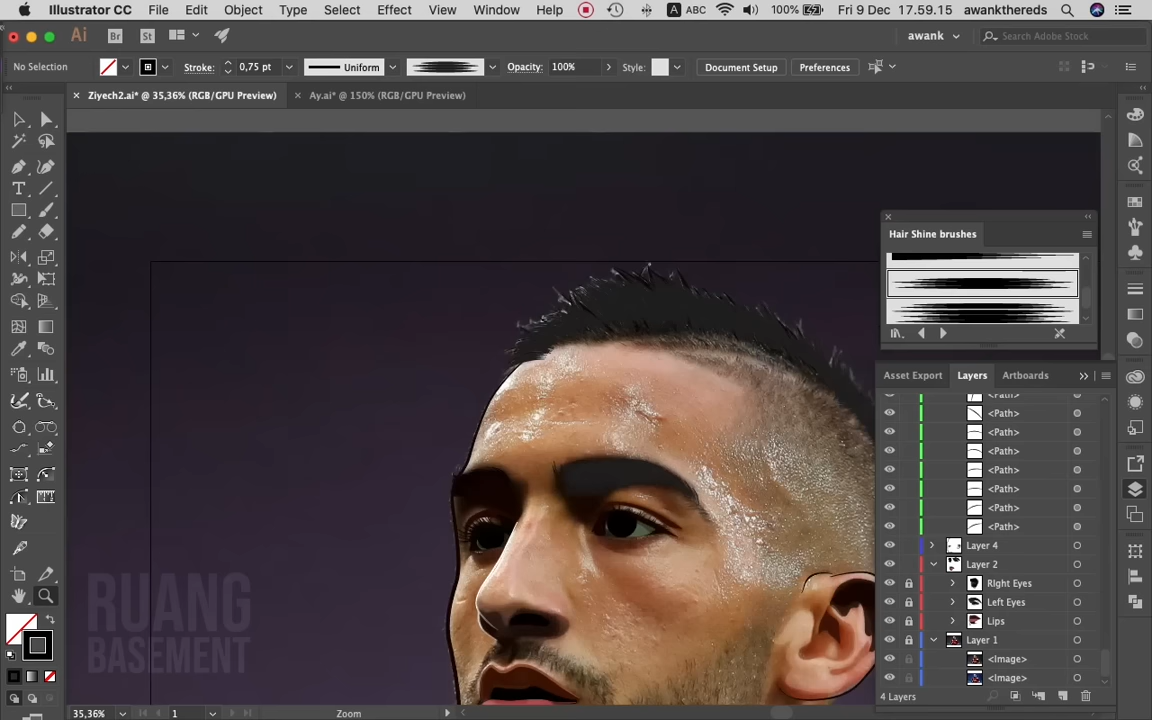 Illustrator CC File Edit Object Type Select Effect View Window Help A ABC 100% Fri 9 Dec 17.59.15 awankthereds
Ai Br St awank Search Adobe Stock
No Selection Stroke: 0,75 pt Uniform Opacity: 100% Style: Document Setup Preferences
× Ziyech2.ai* @ 35,36% (RGB/GPU Preview) × Ay.ai* @ 150% (RGB/GPU Preview)
Hair Shine brushes
Asset Export Layers Artboards
<Path>
<Path>
<Path>
<Path>
<Path>
<Path>
<Path>
<Path>
Layer 4
Layer 2
RIght Eyes
Left Eyes
Lips
Layer 1
<Image>
<Image>
4 Layers
RUANG
BASEMENT
35,36% 1 Zoom